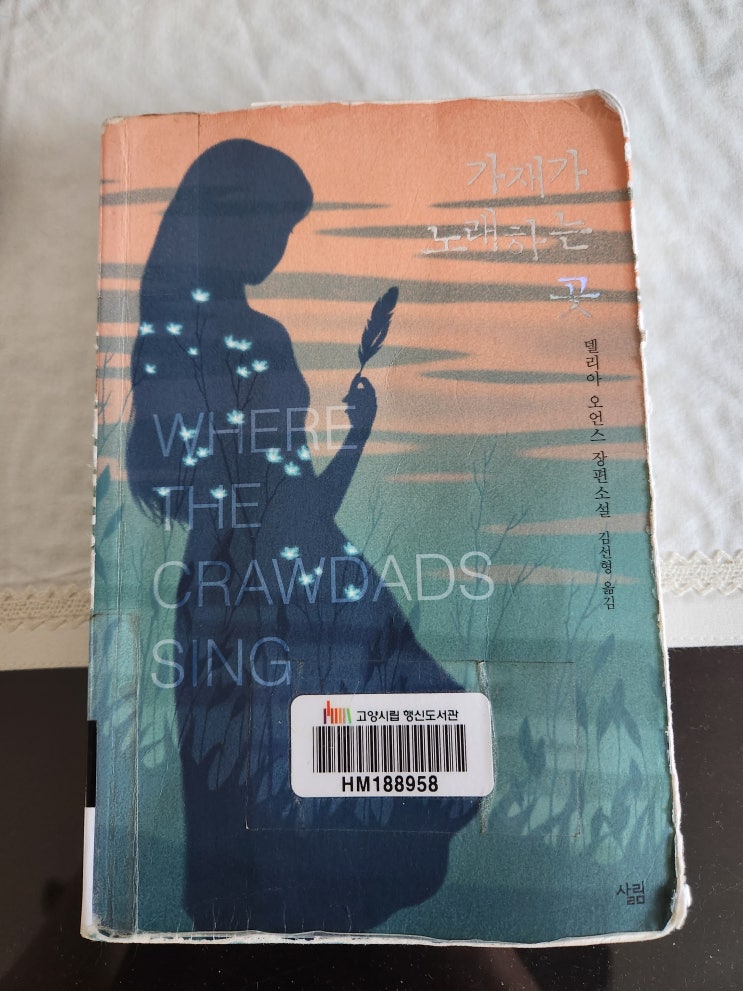 가재가
노래하는
곳
델리아 오언스 장편소설 김선형 옮김
WHERE
THE
CRAWDADS
SING
고양시립 행신도서관
HM188958
살림